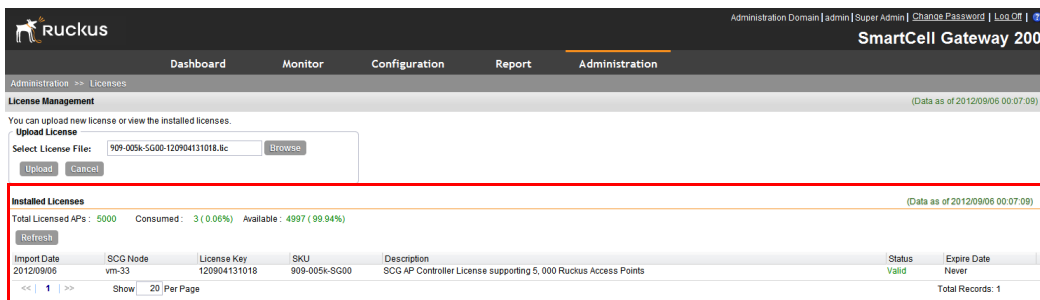 Ruckus
Administration Domain | admin | Super Admin | Change Password | Log Off |
SmartCell Gateway 200
Dashboard Monitor Configuration Report Administration
Administration >> Licenses
License Management (Data as of 2012/09/06 00:07:09)
You can upload new license or view the installed licenses.
Upload License
Select License File: 909-005k-SG00-120904131018.lic Browse
Upload Cancel
Installed Licenses (Data as of 2012/09/06 00:07:09)
Total Licensed APs : 5000 Consumed : 3 ( 0.06%) Available : 4997 ( 99.94%)
Refresh
Import Date SCG Node License Key SKU Description Status Expire Date
2012/09/06 vm-33 120904131018 909-005k-SG00 SCG AP Controller License supporting 5, 000 Ruckus Access Points Valid Never
<< | 1 | >> Show 20 Per Page Total Records: 1